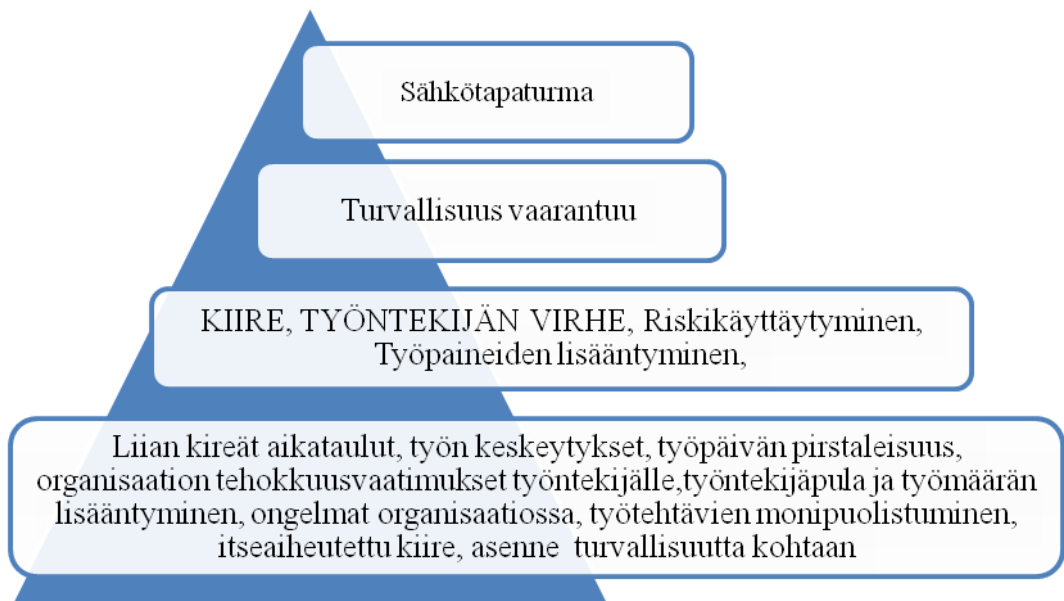 Sähkötapaturma
Turvallisuus vaarantuu
KIIRE, TYÖNTEKIJÄN VIRHE, Riskikäyttäytyminen,
Työpaineiden lisääntyminen,
Liian kireät aikataulut, työn keskeytykset, työpäivän pirstaleisuus,
organisaation tehokkuusvaatimukset työntekijälle,työntekijäpula ja työmäärän
lisääntyminen, ongelmat organisaatiossa, työtehtävien monipuolistuminen,
itseaiheutettu kiire, asenne turvallisuutta kohtaan